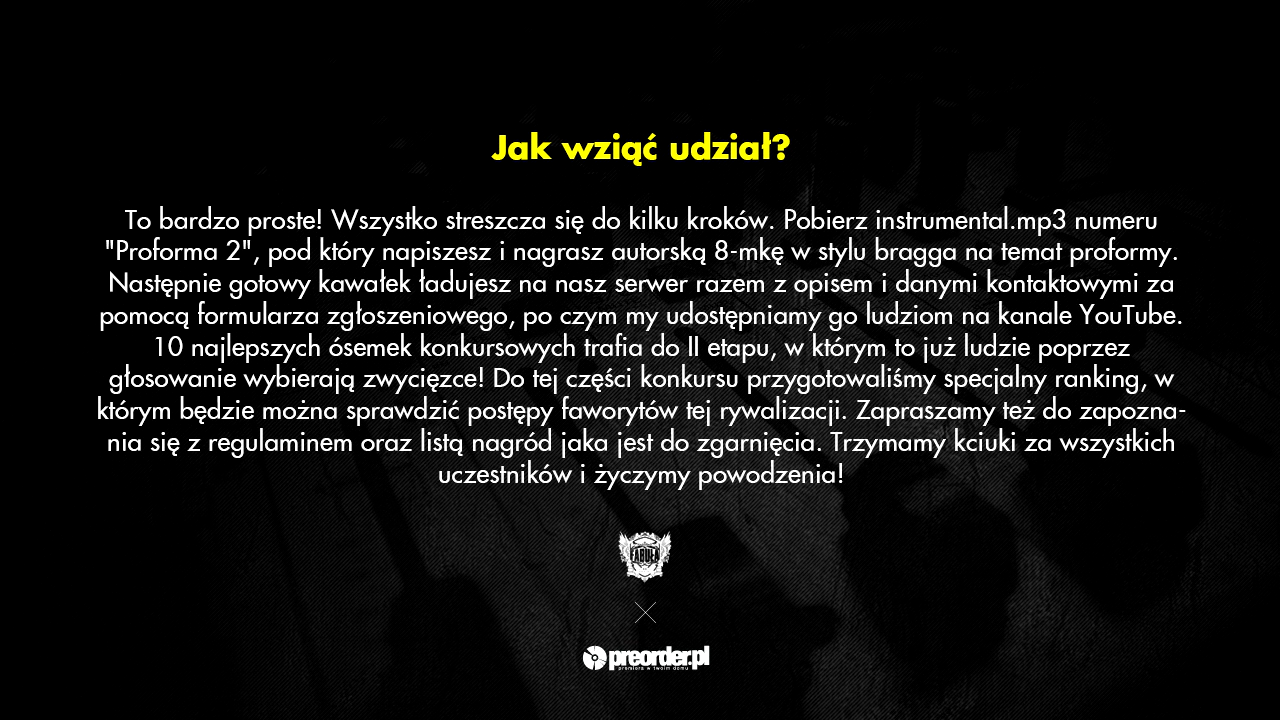 Jak wziąć udział?
To bardzo proste! Wszystko streszcza się do kilku kroków. Pobierz instrumental.mp3 numeru
"Proforma 2", pod który napiszesz i nagrasz autorską 8-mkę w stylu bragga na temat proformy.
Następnie gotowy kawałek ładujesz na nasz serwer razem z opisem i danymi kontaktowymi za
pomocą formularza zgłoszeniowego, po czym my udostępniamy go ludziom na kanale YouTube.
10 najlepszych ósemek konkursowych trafia do II etapu, w którym to już ludzie poprzez
głosowanie wybierają zwycięzce! Do tej części konkursu przygotowaliśmy specjalny ranking, w
którym będzie można sprawdzić postępy faworytów tej rywalizacji. Zapraszamy też do zapozna-
nia się z regulaminem oraz listą nagród jaka jest do zgarnięcia. Trzymamy kciuki za wszystkich
uczestników i życzymy powodzenia!
FABUŁA
preorder.pl
premiera w twoim domu